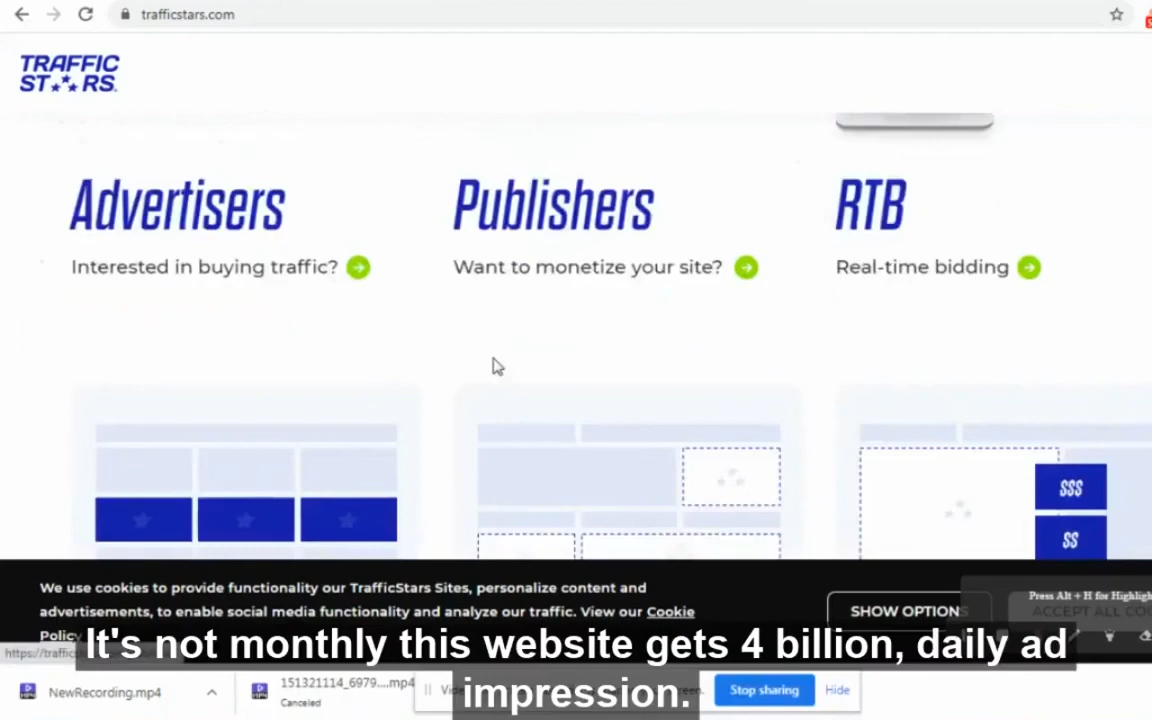 trafficstars.com
TRAFFIC
ST RS
Advertisers
Publishers
RTB
Interested in buying traffic?
Want to monetize your site?
Real-time bidding
$$$
$$
We use cookies to provide functionality our TrafficStars Sites, personalize content and
advertisements, to enable social media functionality and analyze our traffic. View our Cookie
Policy
SHOW OPTIONS
Press Alt + H for Highligh
ACCEPT ALL COO
It's not monthly this website gets 4 billion, daily ad
impression.
NewRecording.mp4
151321114_6979....mp4
Canceled
Stop sharing
Hide